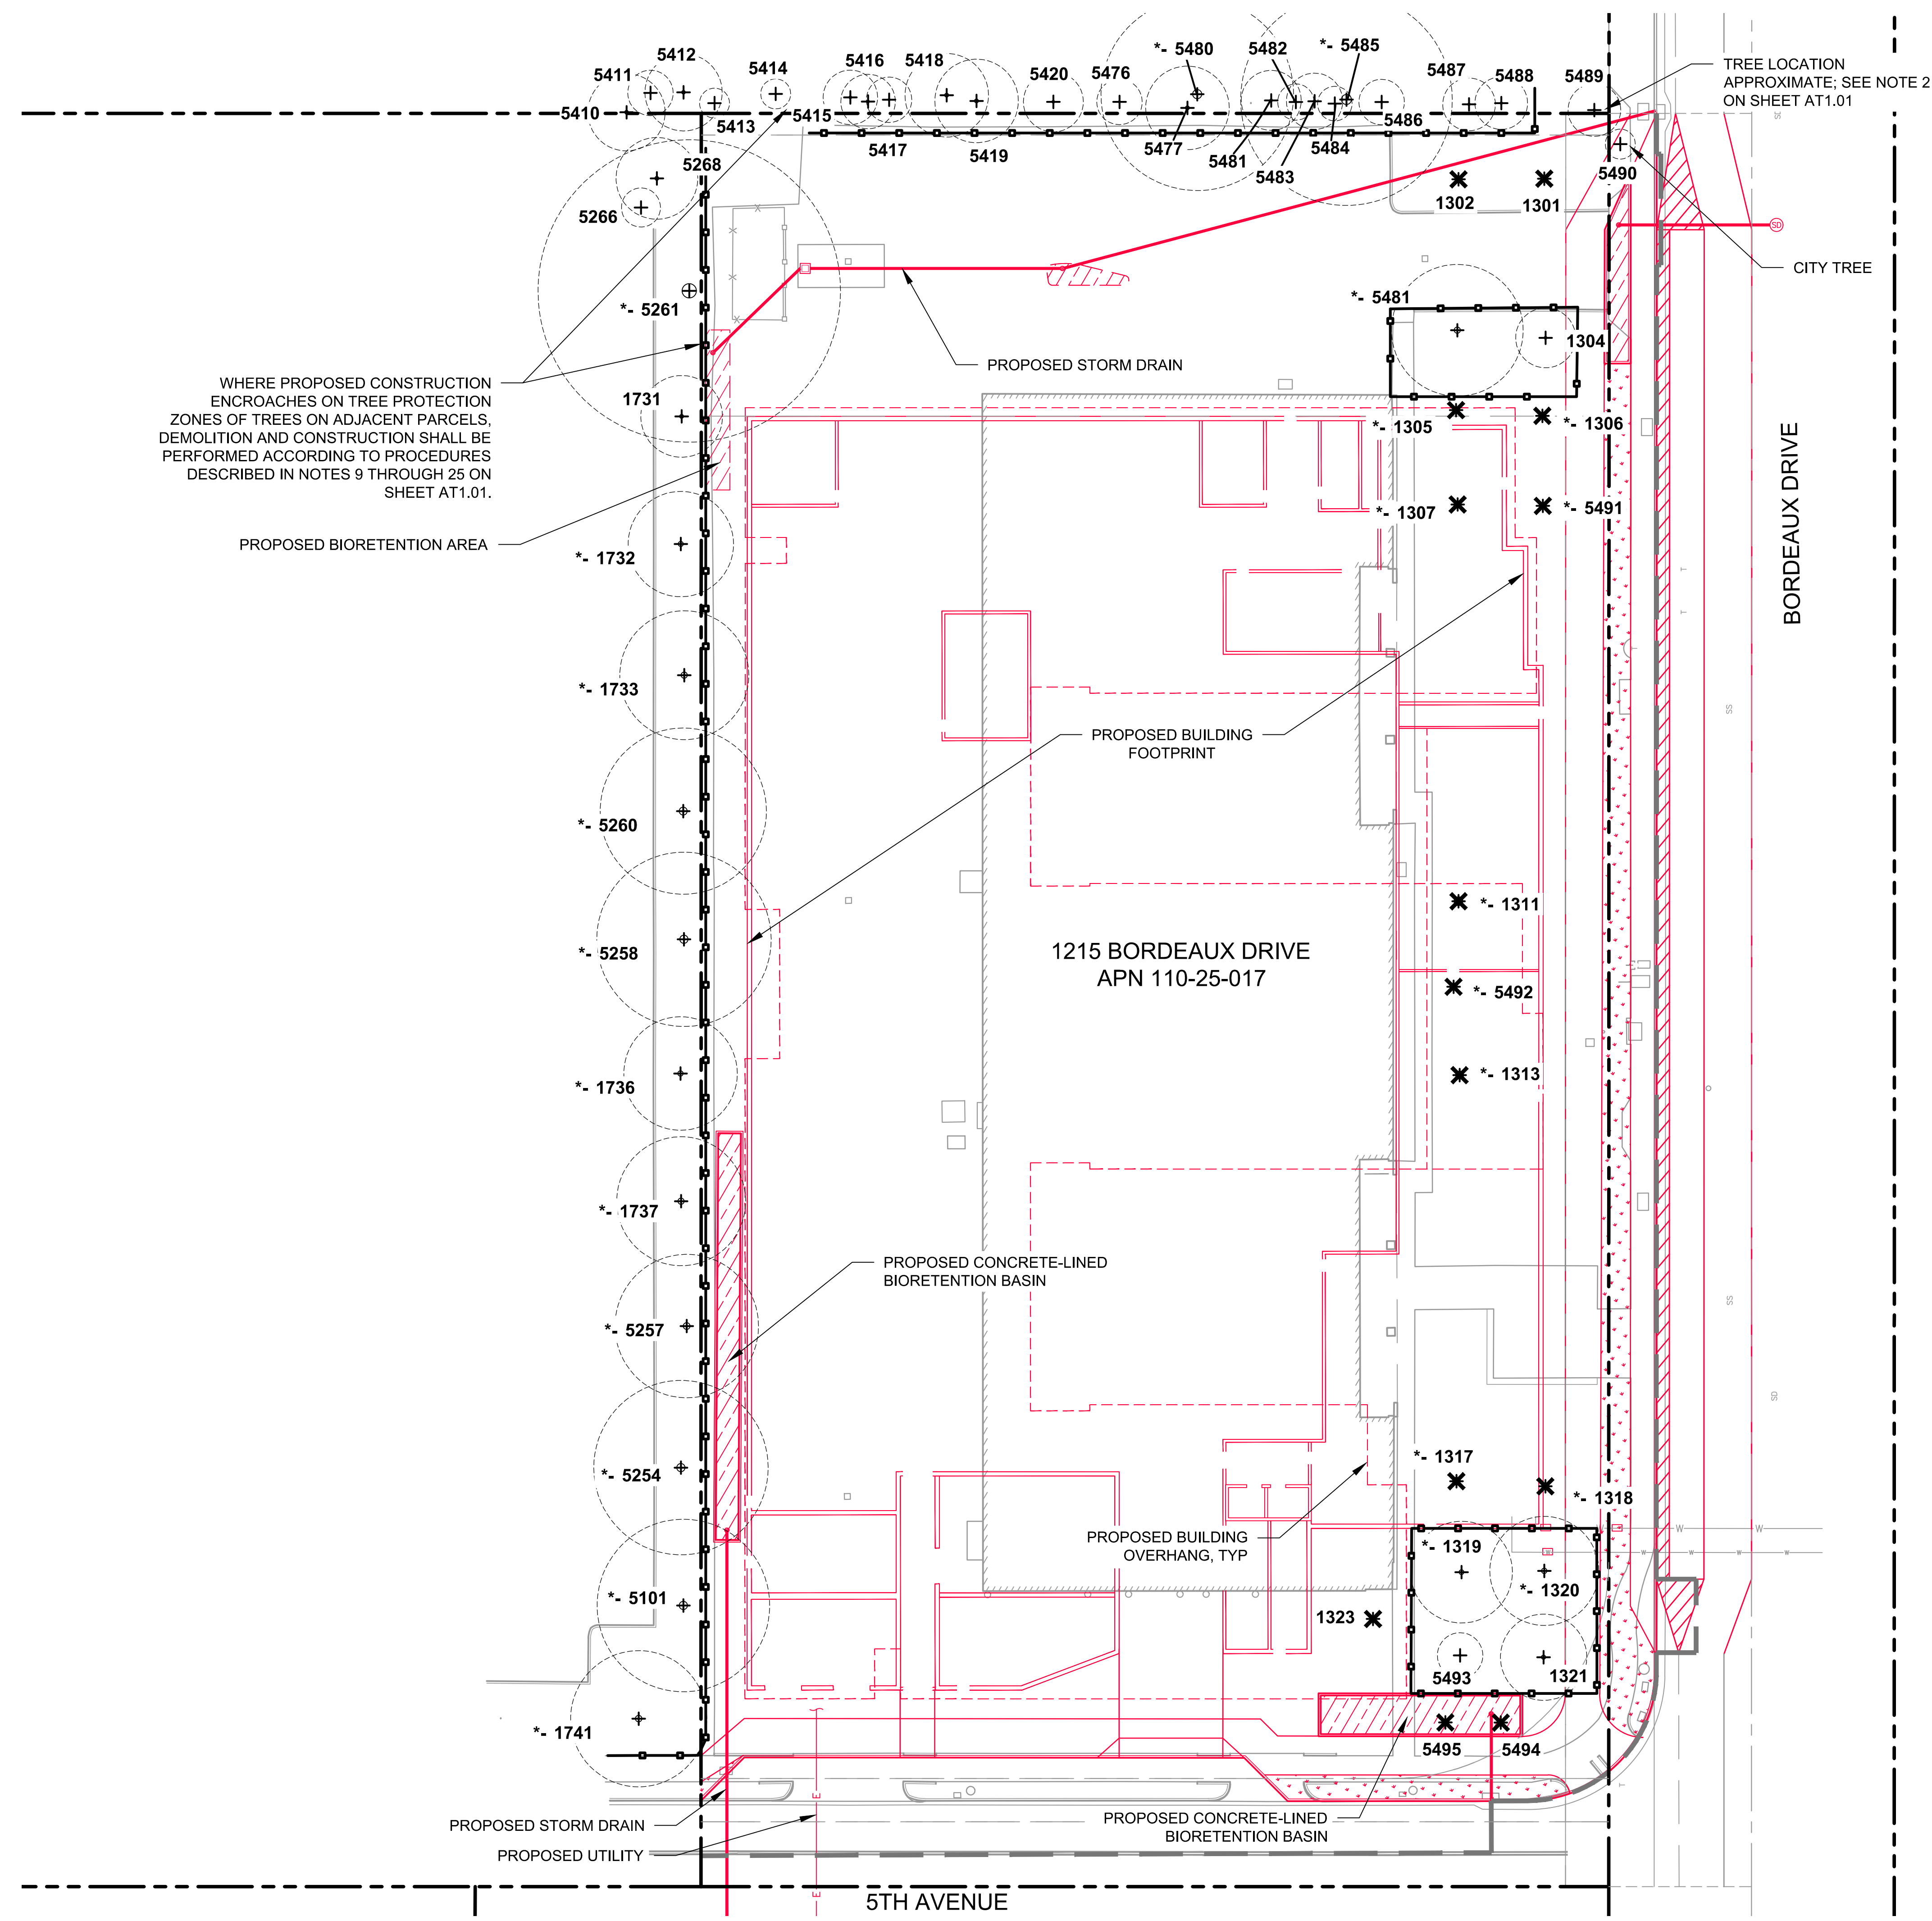 5410
5411
5412
5413
5414
5415
5416
5417
5418
5419
5420
5476
5477
*- 5480
5481
5482
5483
5484
*- 5485
5486
5487
5488
5489
5490
TREE LOCATION
APPROXIMATE; SEE NOTE 2
ON SHEET AT1.01
SD
5268
5266
1302
1301
SD
CITY TREE
*- 5261
*- 5481
1304
PROPOSED STORM DRAIN
WHERE PROPOSED CONSTRUCTION
ENCROACHES ON TREE PROTECTION
ZONES OF TREES ON ADJACENT PARCELS,
DEMOLITION AND CONSTRUCTION SHALL BE
PERFORMED ACCORDING TO PROCEDURES
DESCRIBED IN NOTES 9 THROUGH 25 ON
SHEET AT1.01.
1731
*- 1305
*- 1306
BORDEAUX DRIVE
*- 1307
*- 5491
PROPOSED BIORETENTION AREA
*- 1732
T
T
*- 1733
SS
PROPOSED BUILDING
FOOTPRINT
*- 5260
*- 1311
*- 5258
1215 BORDEAUX DRIVE
APN 110-25-017
*- 5492
*- 1736
*- 1313
*- 1737
PROPOSED CONCRETE-LINED
BIORETENTION BASIN
SS
*- 5257
SD
*- 5254
*- 1317
*- 1318
PROPOSED BUILDING
OVERHANG, TYP
W
W
W
W
W
W
W
*- 1319
*- 1320
*- 5101
1323
5493
1321
*- 1741
5495
5494
T
E
PROPOSED STORM DRAIN
PROPOSED UTILITY
PROPOSED CONCRETE-LINED
BIORETENTION BASIN
E
5TH AVENUE